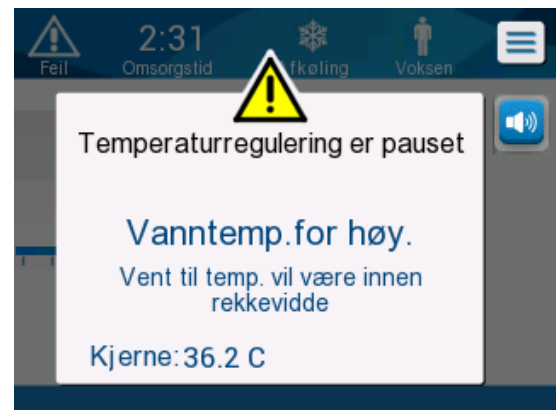 2:31
Feil
Omsorgstid
fkøling
Voksen
Temperaturregulering er pauset
Vanntemp.for høy.
Vent til temp. vil være innen
rekkevidde
Kjerne: 36.2 C